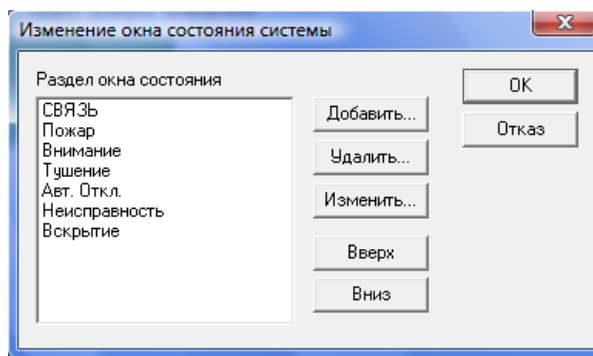 Изменение окна состояния системы
Раздел окна состояния
СВЯЗЬ
Пожар
Внимание
Тушение
Авт. Откл.
Неисправность
Вскрытие
Добавить...
Удалить...
Изменить...
Вверх
Вниз
OK
Отказ